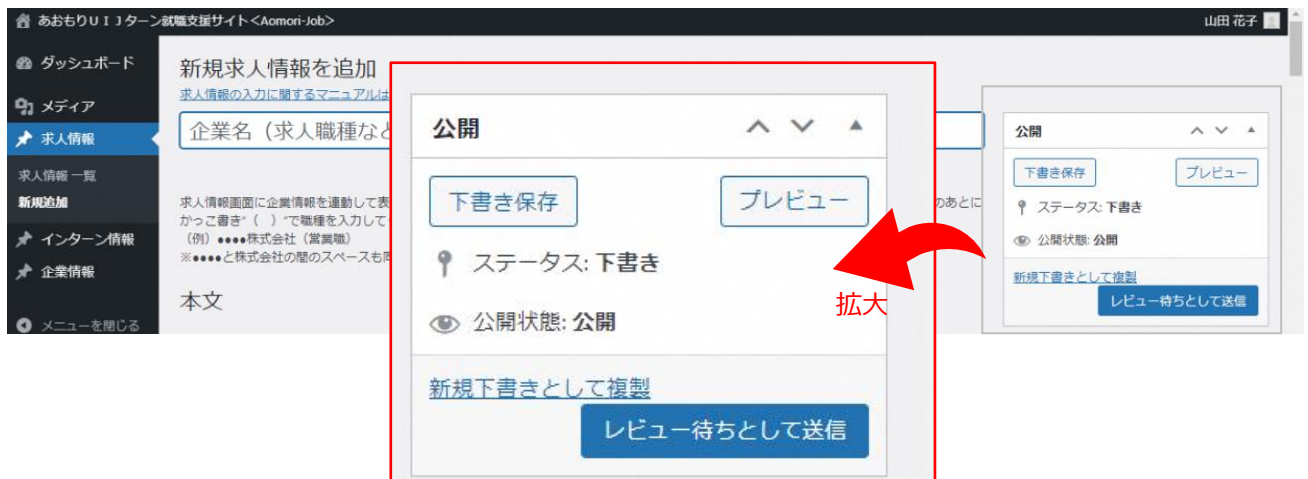 あおもりＵＩＪターン就職支援サイト<Aomori-Job>
山田 花子
ダッシュボード
メディア
求人情報
求人情報 一覧
新規追加
インターン情報
企業情報
メニューを閉じる
新規求人情報を追加
求人情報の入力に関するマニュアルは
企業名（求人職種など
求人情報画面に企業情報を連動して表
のあとに
かっこ書き“（　）”で職種を入力して
（例）●●●●株式会社（営業職）
※●●●●と株式会社の間のスペースも同
本文
公開
下書き保存
プレビュー
ステータス: 下書き
公開状態: 公開
新規下書きとして複製
レビュー待ちとして送信
拡大
公開
下書き保存
プレビュー
ステータス: 下書き
公開状態: 公開
新規下書きとして複製
レビュー待ちとして送信